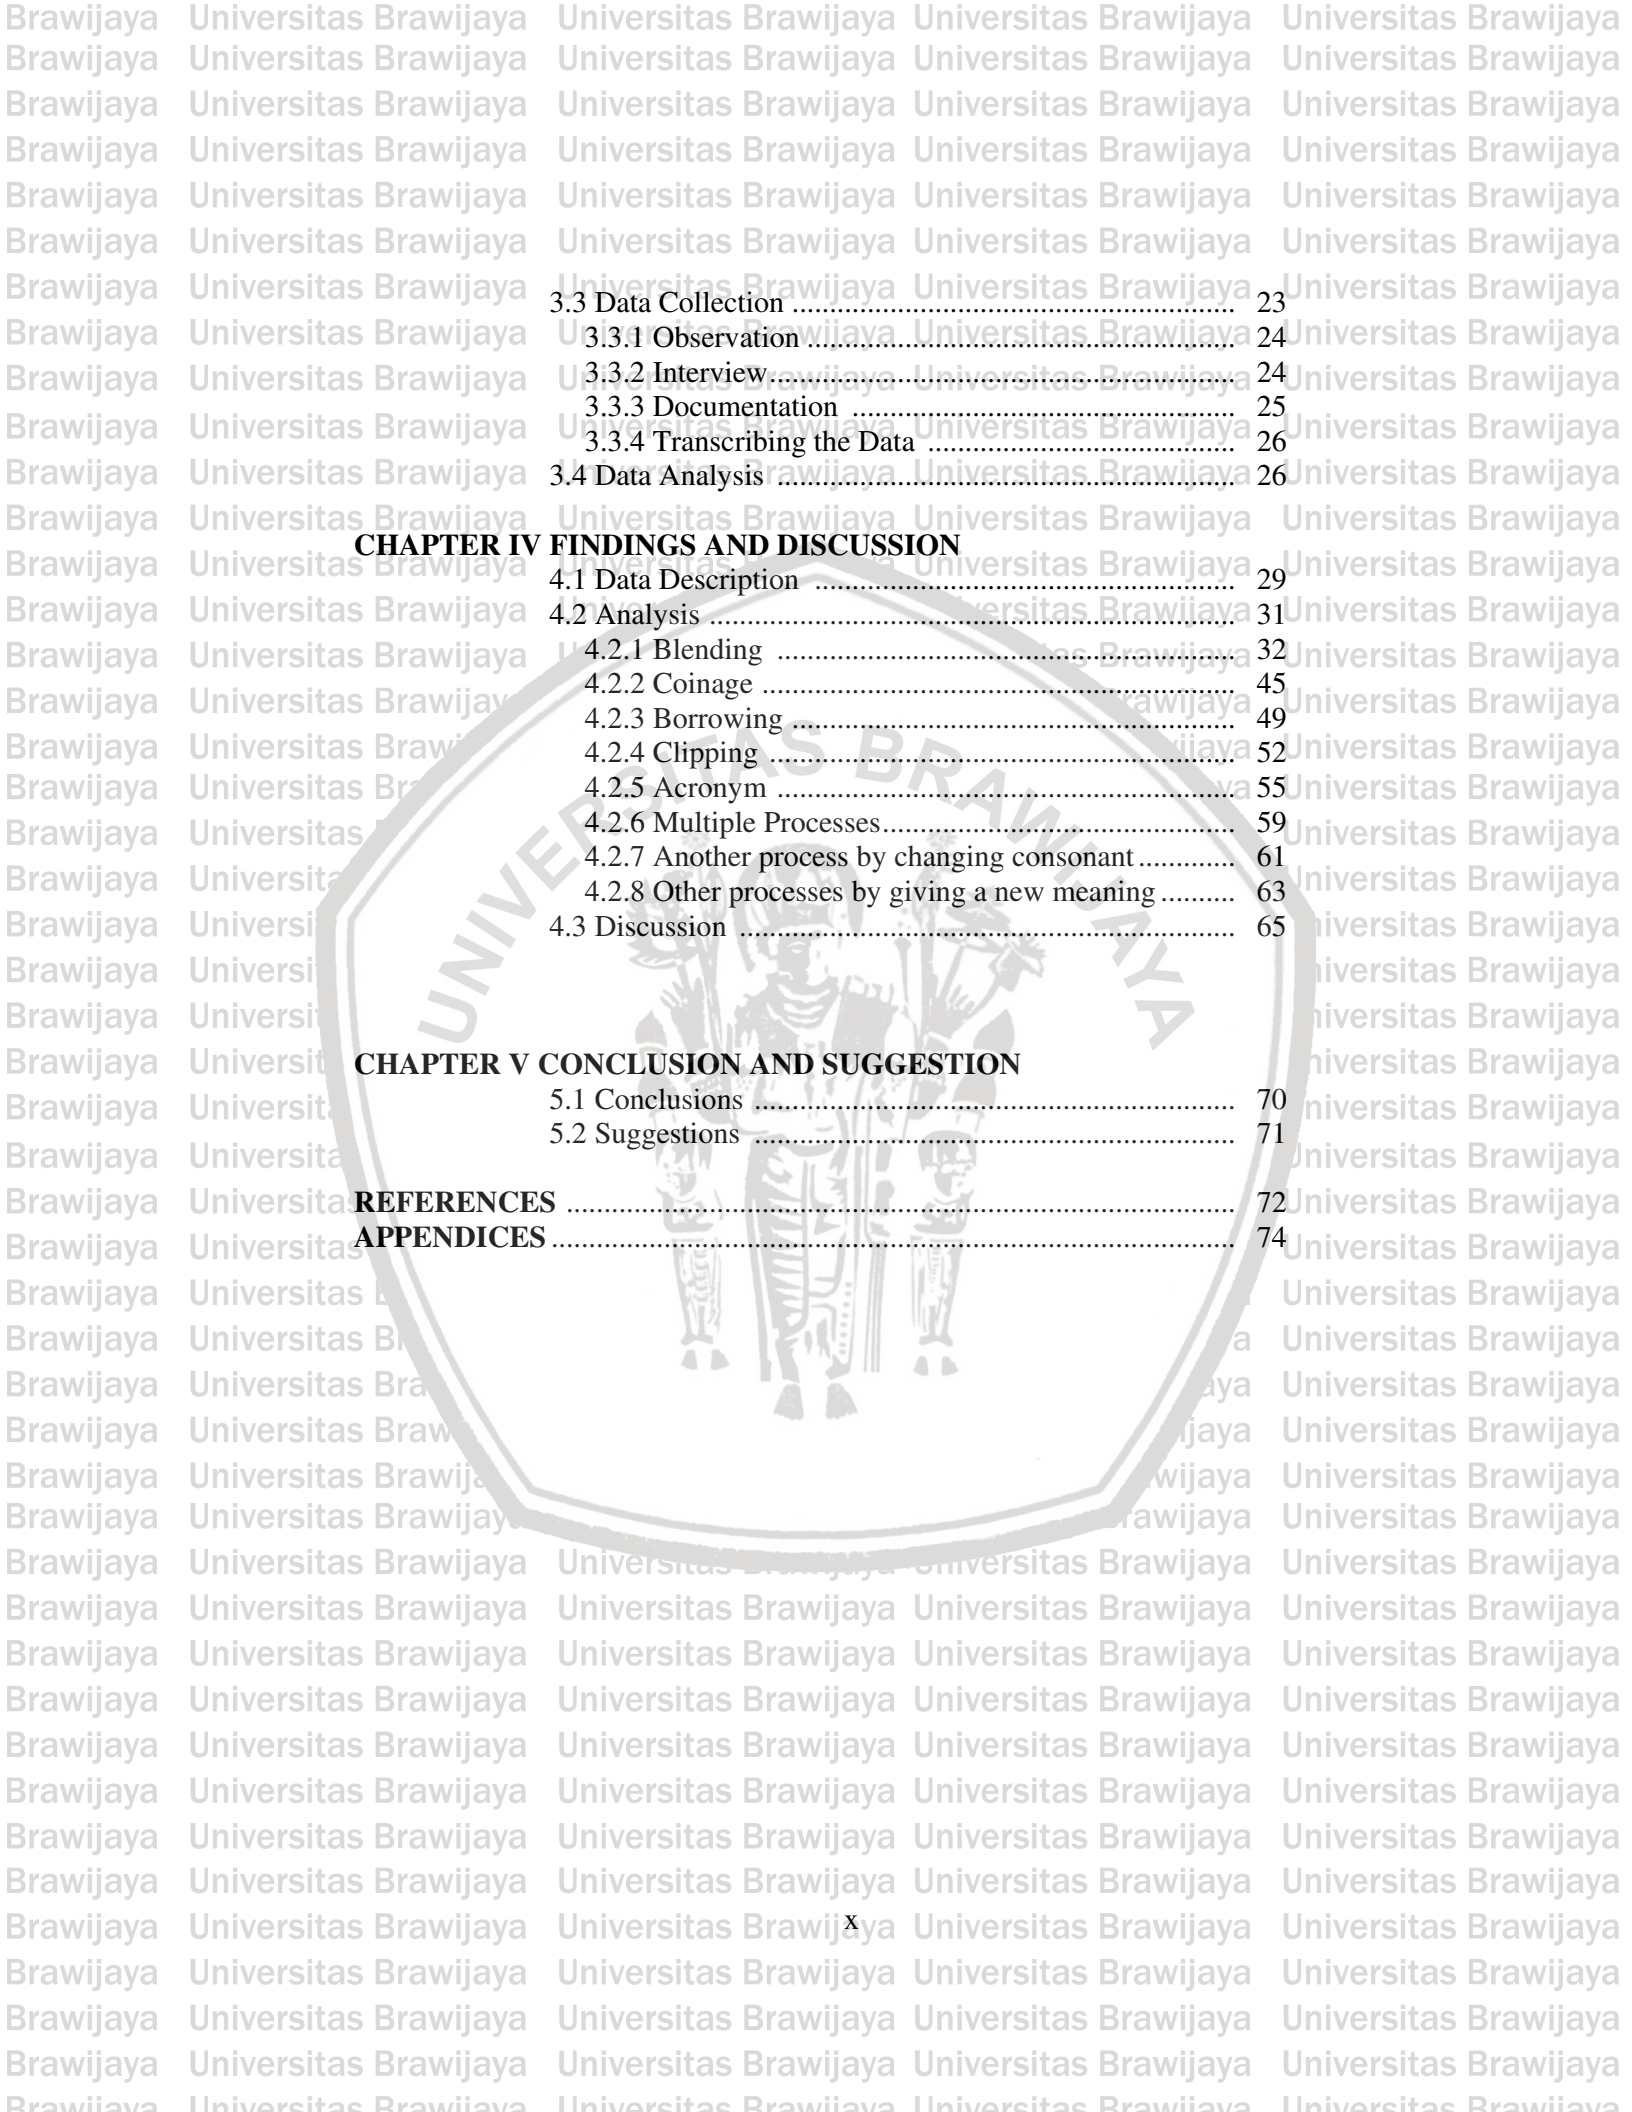 3.3 Data Collection ............................................................ 23
3.3.1 Observation .......................................................... 24
3.3.2 Interview............................................................... 24
3.3.3 Documentation .................................................... 25
3.3.4 Transcribing the Data .......................................... 26
3.4 Data Analysis .............................................................. 26
CHAPTER IV FINDINGS AND DISCUSSION
4.1 Data Description ......................................................... 29
4.2 Analysis ....................................................................... 31
4.2.1 Blending .............................................................. 32
4.2.2 Coinage ................................................................ 45
4.2.3 Borrowing ............................................................ 49
4.2.4 Clipping ............................................................... 52
4.2.5 Acronym .............................................................. 55
4.2.6 Multiple Processes................................................ 59
4.2.7 Another process by changing consonant ............. 61
4.2.8 Other processes by giving a new meaning .......... 63
4.3 Discussion ................................................................... 65
UNIVERSITAS BRAWIJAYA
CHAPTER V CONCLUSION AND SUGGESTION
5.1 Conclusions ................................................................. 70
5.2 Suggestions ................................................................. 71
REFERENCES ........................................................................................... 72
APPENDICES ............................................................................................. 74
x